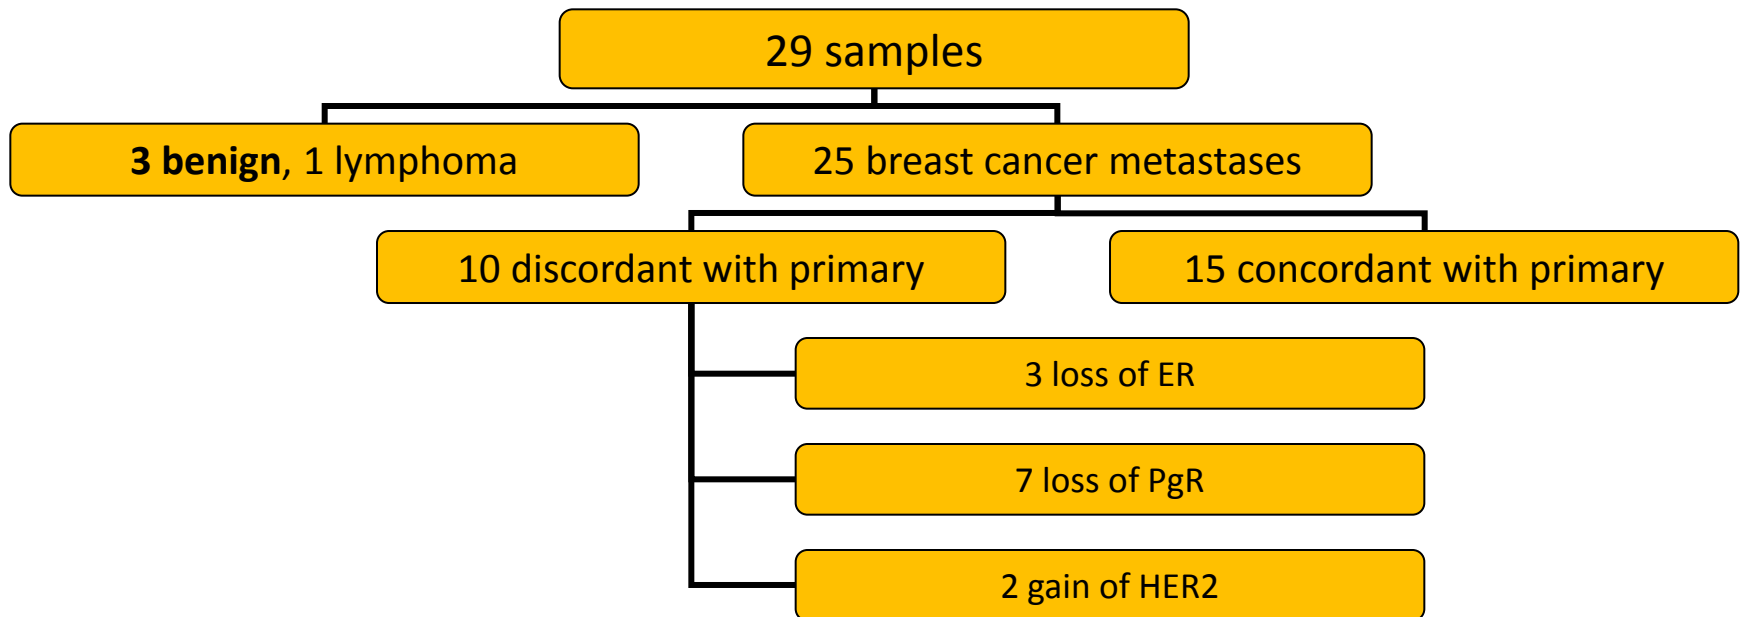 29 samples
3 benign, 1 lymphoma
25 breast cancer metastases
10 discordant with primary
15 concordant with primary
3 loss of ER
7 loss of PgR
2 gain of HER2